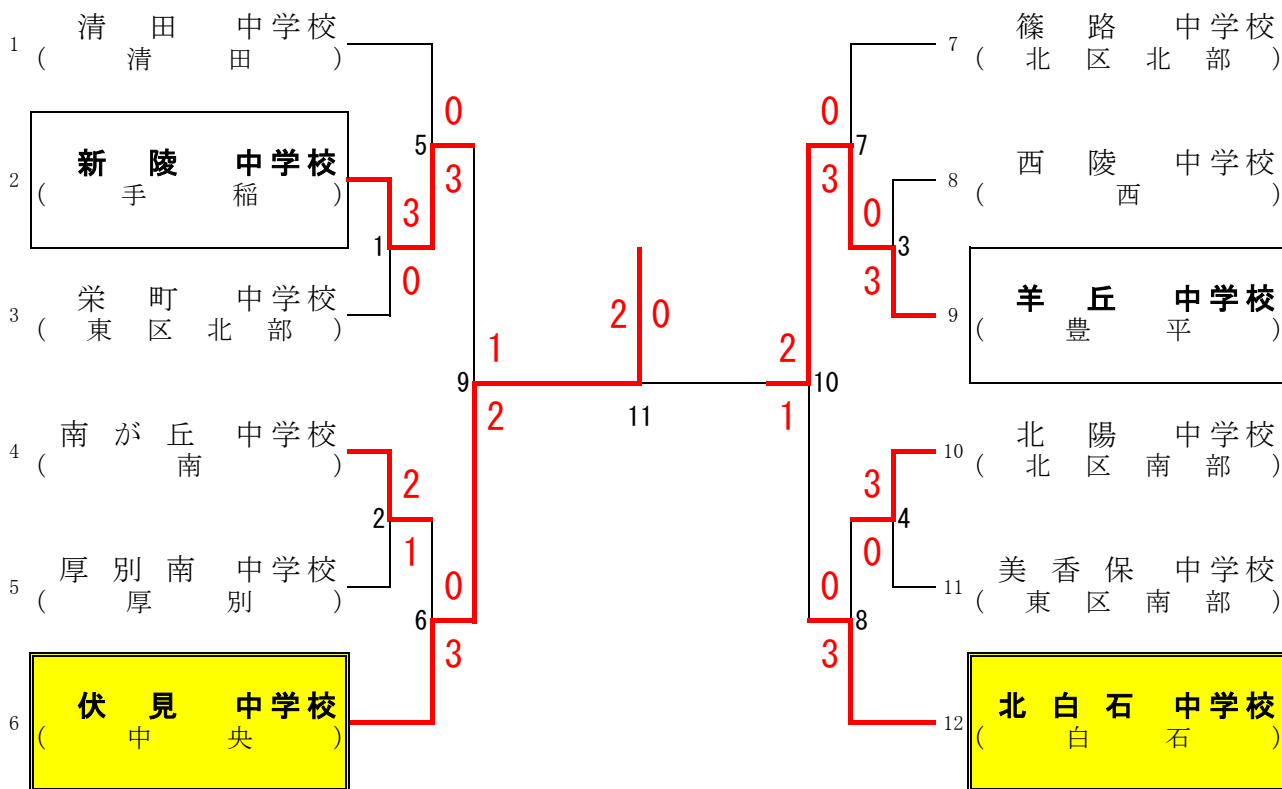 1 清田 中学校
( 清田 )
2 新陵 中学校
( 手稲 )
3 栄町 中学校
( 東区北部 )
4 南が丘 中学校
( 南 )
5 厚別南 中学校
( 厚別 )
6 伏見 中学校
( 中央 )
0
5
3
3
1
0
1
9
2
2
2
1
0
6
3
2 0
11
0
7
3
0
3
3
2
10
1
3
4
0
0
8
3
7 篠路 中学校
( 北区北部 )
8 西陵 中学校
( 西 )
9 羊丘 中学校
( 豊平 )
10 北陽 中学校
( 北区南部 )
11 美香保 中学校
( 東区南部 )
12 北白石 中学校
( 白石 )